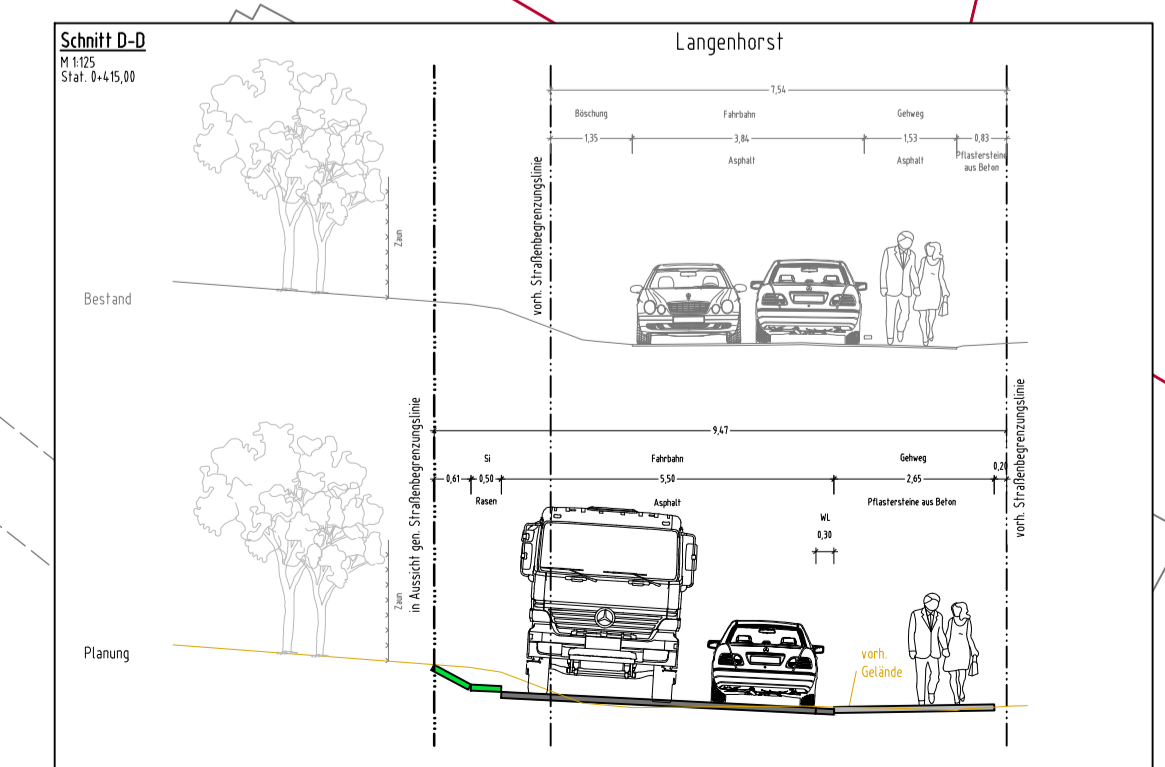 Schnitt D-D
M 1:125
Stat. 0+415,00
Langenhorst
7,54
Böschung
Fahrbahn
Gehweg
1,35
3,84
1,53
0,83
Asphalt
Asphalt
Pflastersteine
aus Beton
vorh. Straßenbegrenzungslinie
Zaun
Bestand
in Aussicht gen. Straßenbegrenzungslinie
vorh. Straßenbegrenzungslinie
9,47
Si
Fahrbahn
Gehweg
0,61
0,50
5,50
2,65
0,20
Rasen
Asphalt
Pflastersteine aus Beton
WL
0,30
Zaun
Planung
vorh.
Gelände